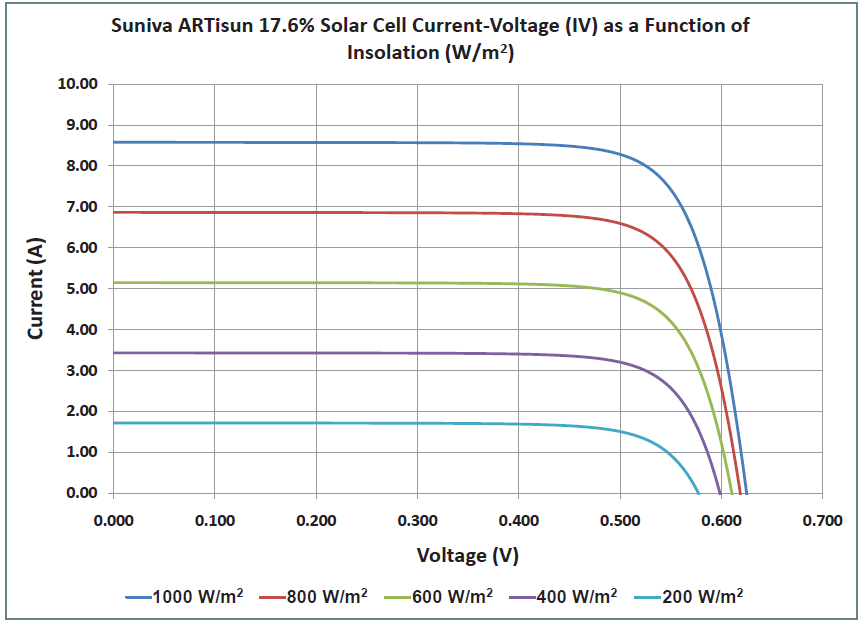 Suniva ARTisun 17.6% Solar Cell Current-Voltage (IV) as a Function of
Insolation (W/m²)
10.00
9.00
8.00
7.00
6.00
5.00
4.00
3.00
2.00
1.00
0.00
Current (A)
0.000 0.100 0.200 0.300 0.400 0.500 0.600 0.700
Voltage (V)
1000 W/m² 800 W/m² 600 W/m² 400 W/m² 200 W/m²